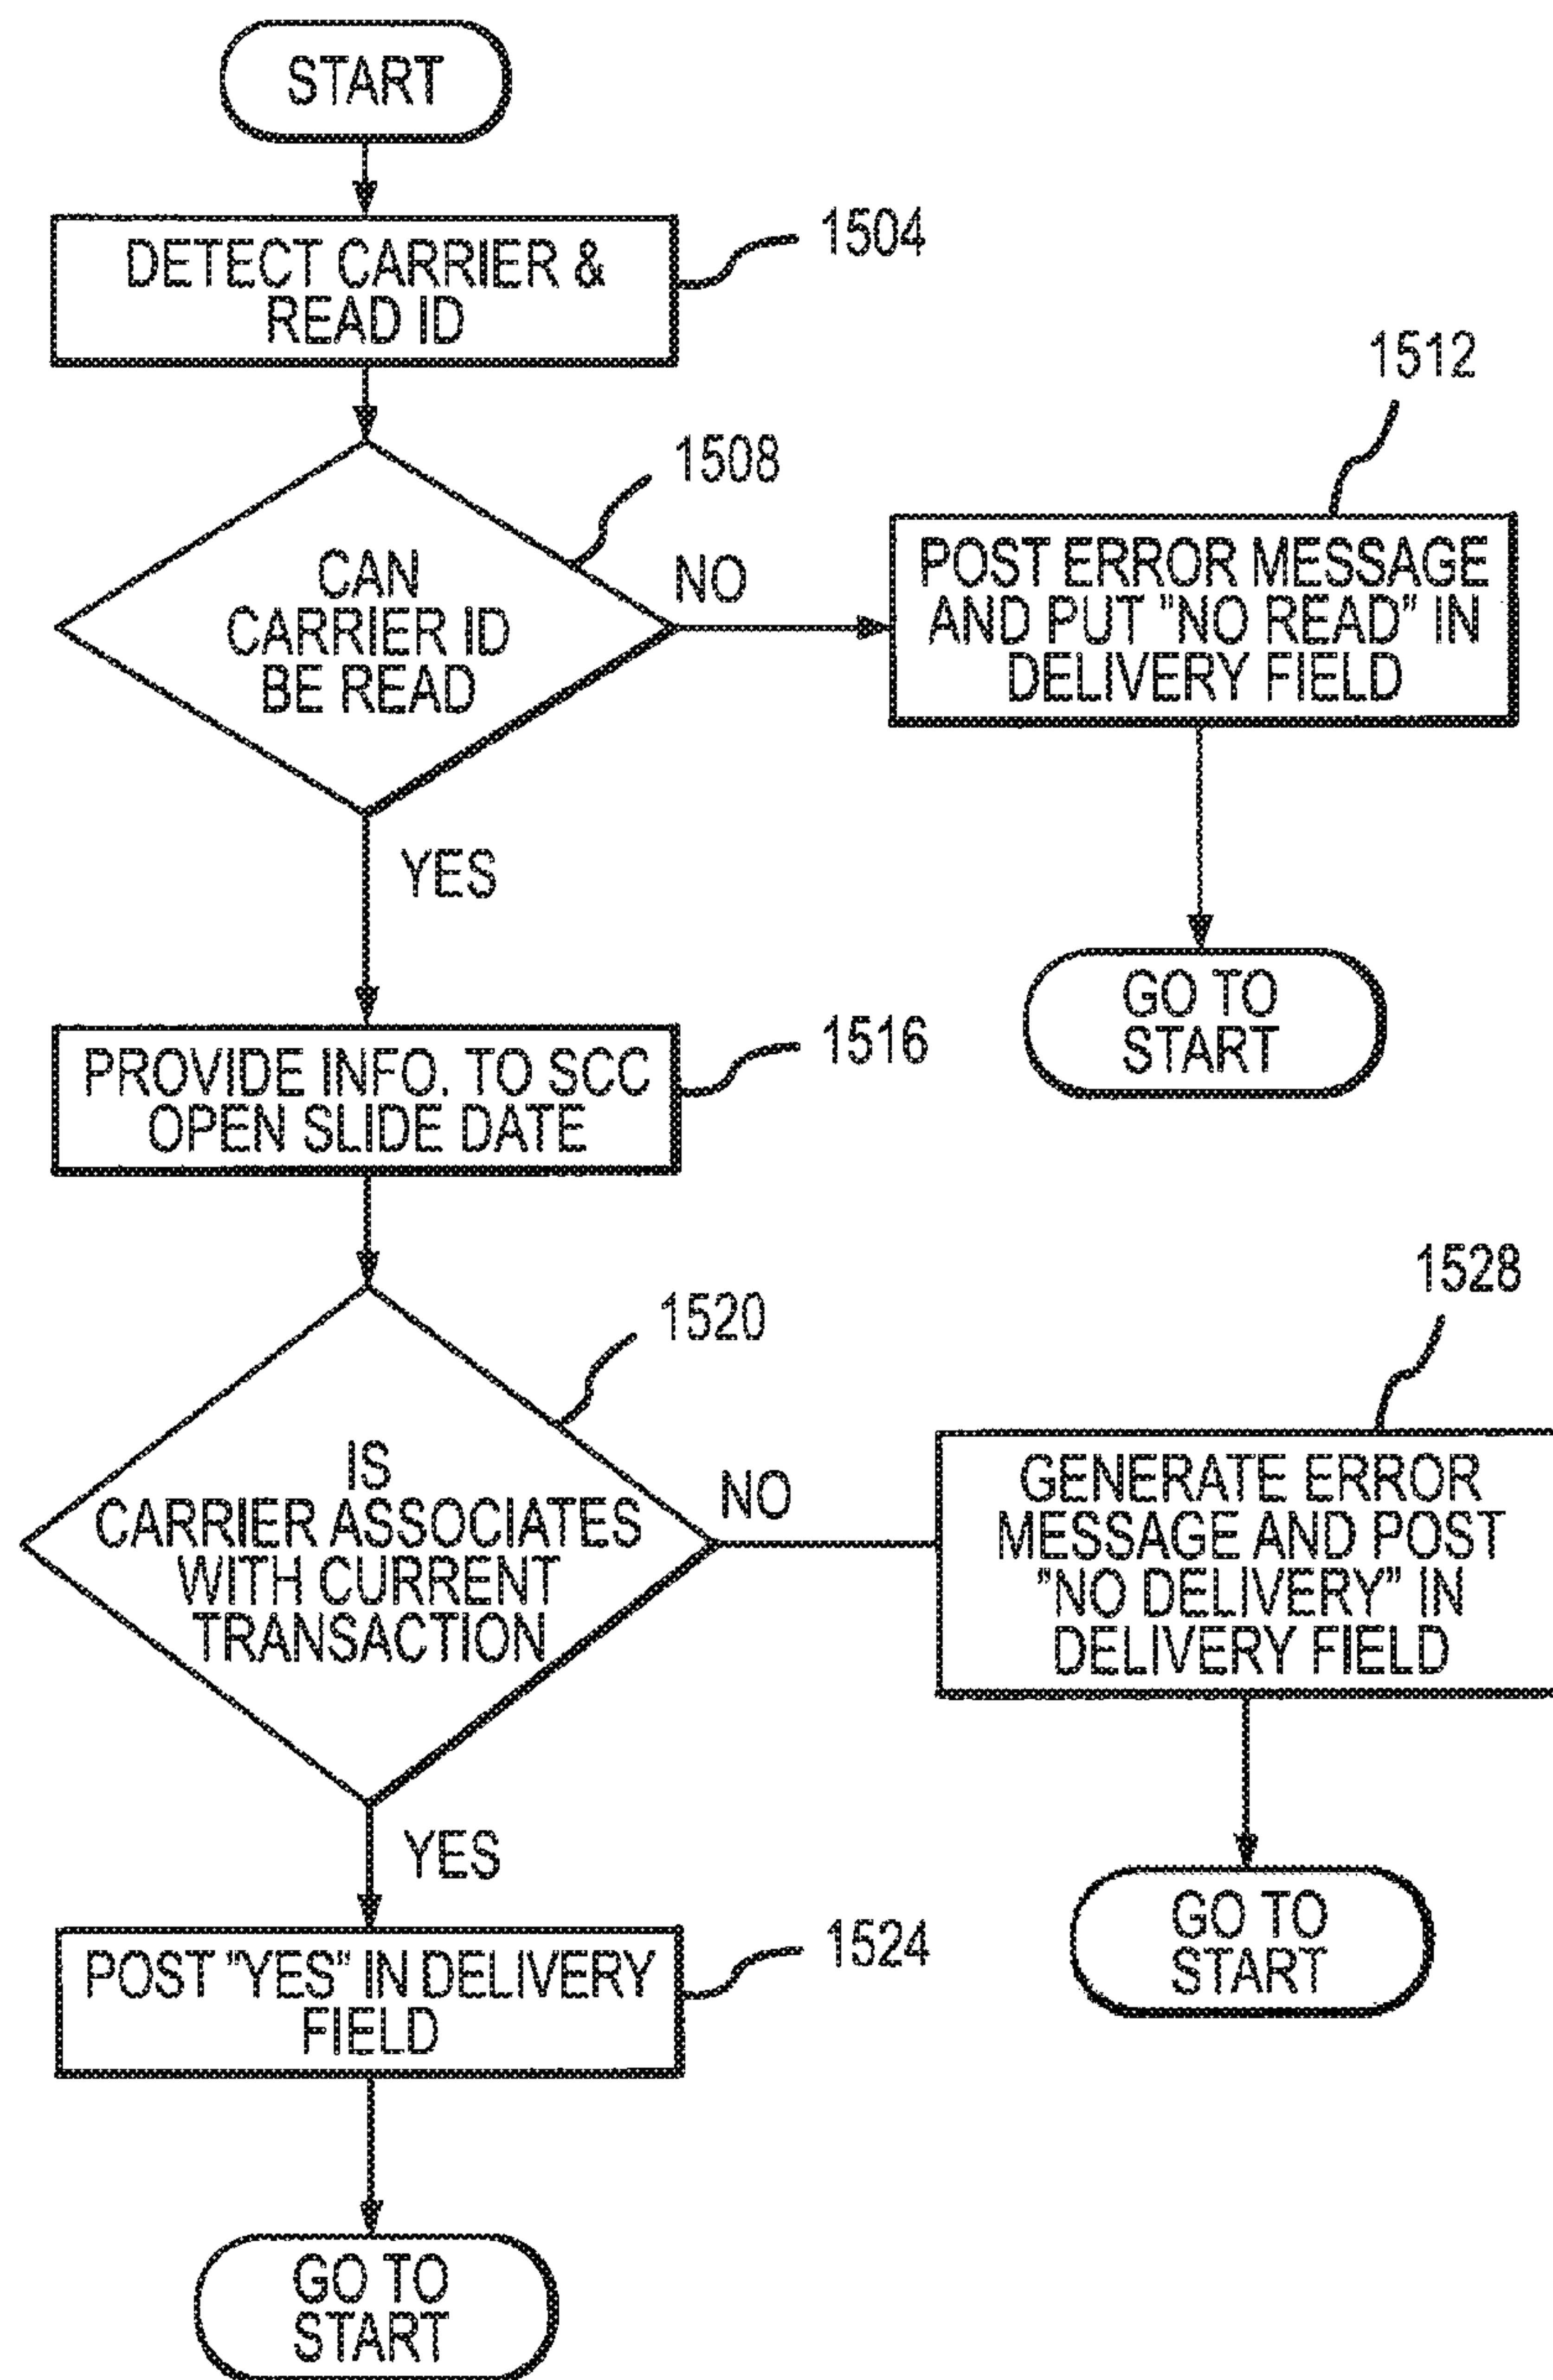 START
DETECT CARRIER &
READ ID
1504
CAN
CARRIER ID
BE READ
1508
NO
POST ERROR MESSAGE
AND PUT "NO READ" IN
DELIVERY FIELD
1512
GO TO
START
YES
PROVIDE INFO. TO SCC
OPEN SLIDE DATE
1516
IS
CARRIER ASSOCIATES
WITH CURRENT
TRANSACTION
1520
NO
GENERATE ERROR
MESSAGE AND POST
"NO DELIVERY" IN
DELIVERY FIELD
1528
GO TO
START
YES
POST "YES" IN DELIVERY
FIELD
1524
GO TO
START